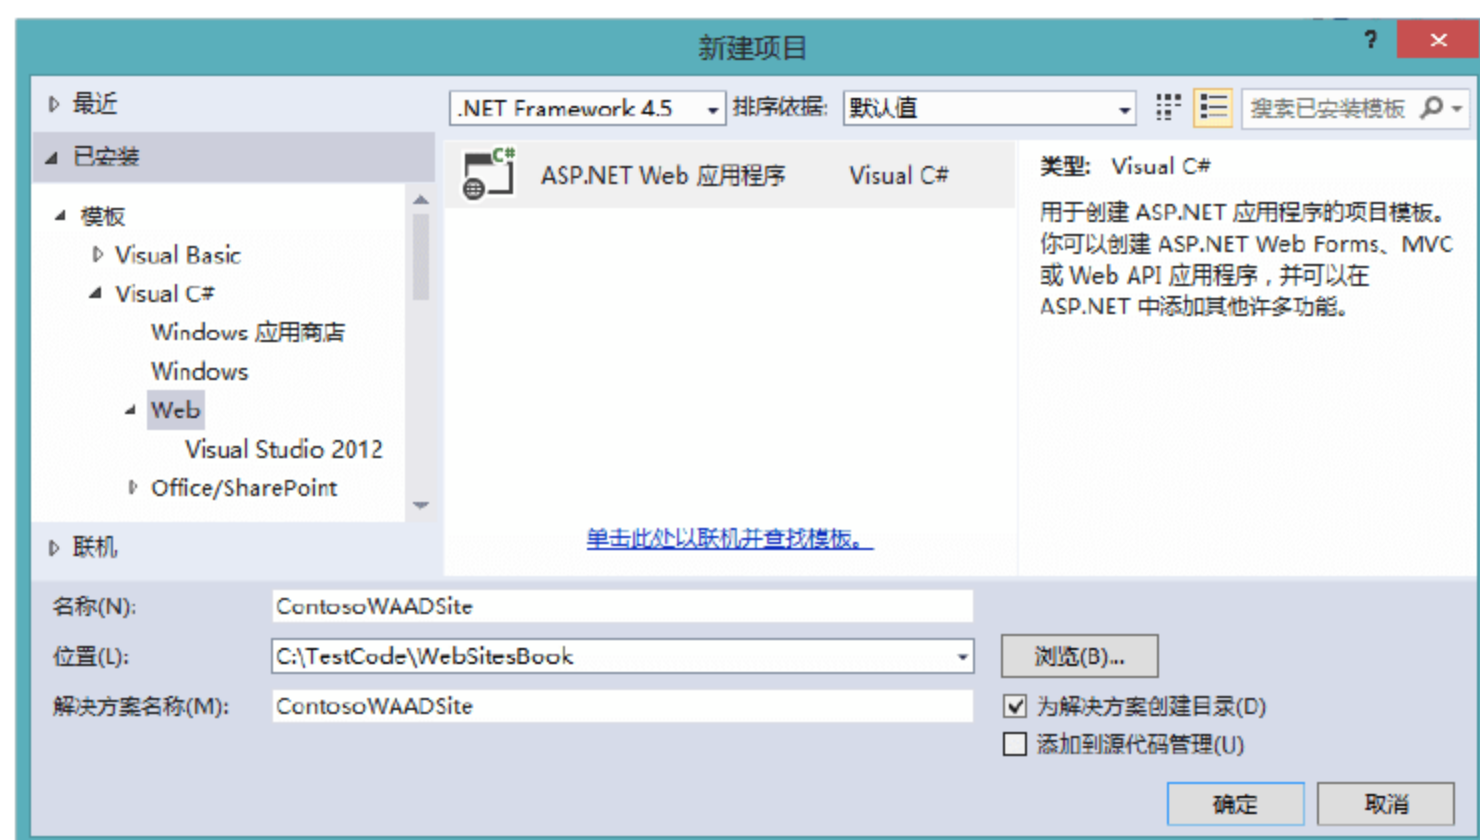 新建项目
?
最近
.NET Framework 4.5
排序依据:
默认值
搜索已安装模板
已安装
模板
Visual Basic
Visual C#
Windows 应用商店
Windows
Web
Visual Studio 2012
Office/SharePoint
联机
C#
ASP.NET Web 应用程序 Visual C#
单击此处以联机并查找模板。
类型: Visual C#
用于创建 ASP.NET 应用程序的项目模板。
你可以创建 ASP.NET Web Forms、MVC
或 Web API 应用程序，并可以在
ASP.NET 中添加其他许多功能。
名称(N): ContosoWAADSite
位置(L): C:\TestCode\WebSitesBook 浏览(B)...
解决方案名称(M): ContosoWAADSite
为解决方案创建目录(D)
添加到源代码管理(U)
确定 取消